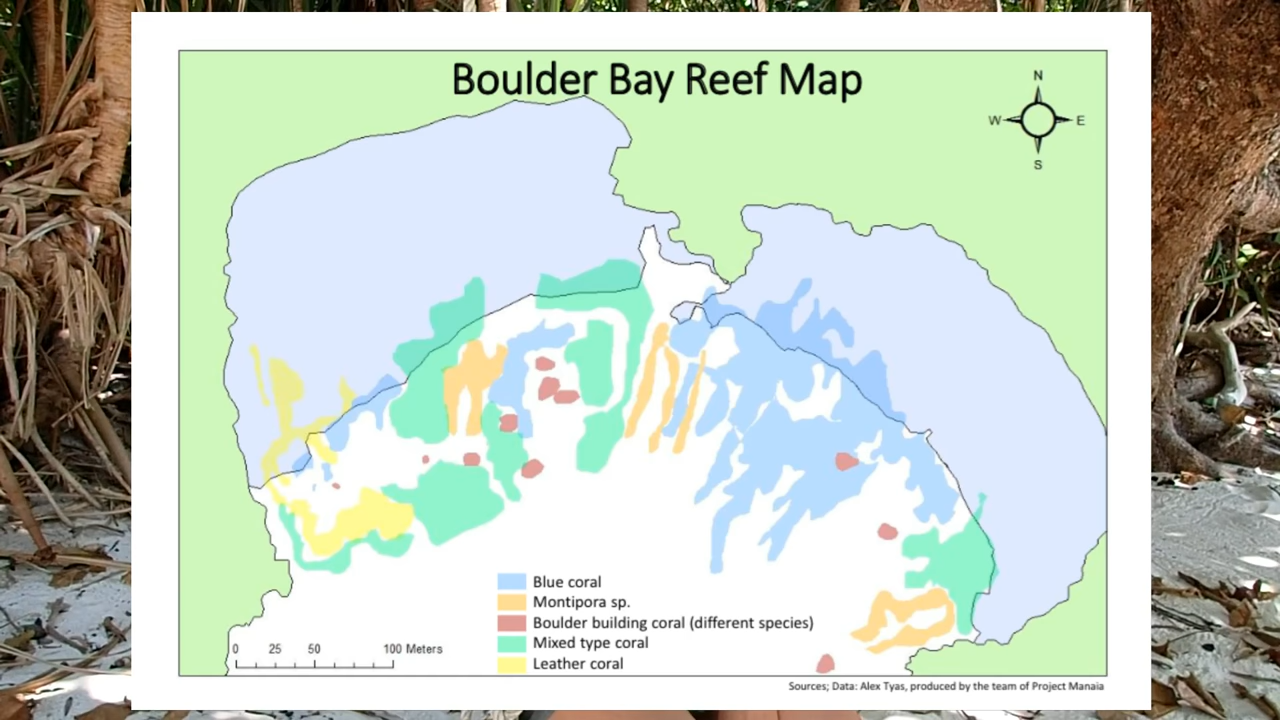 Boulder Bay Reef Map
N
W E
S
Blue coral
Montipora sp.
Boulder building coral (different species)
Mixed type coral
Leather coral
0 25 50 100 Meters
Sources; Data: Alex Tyas, produced by the team of Project Manaia